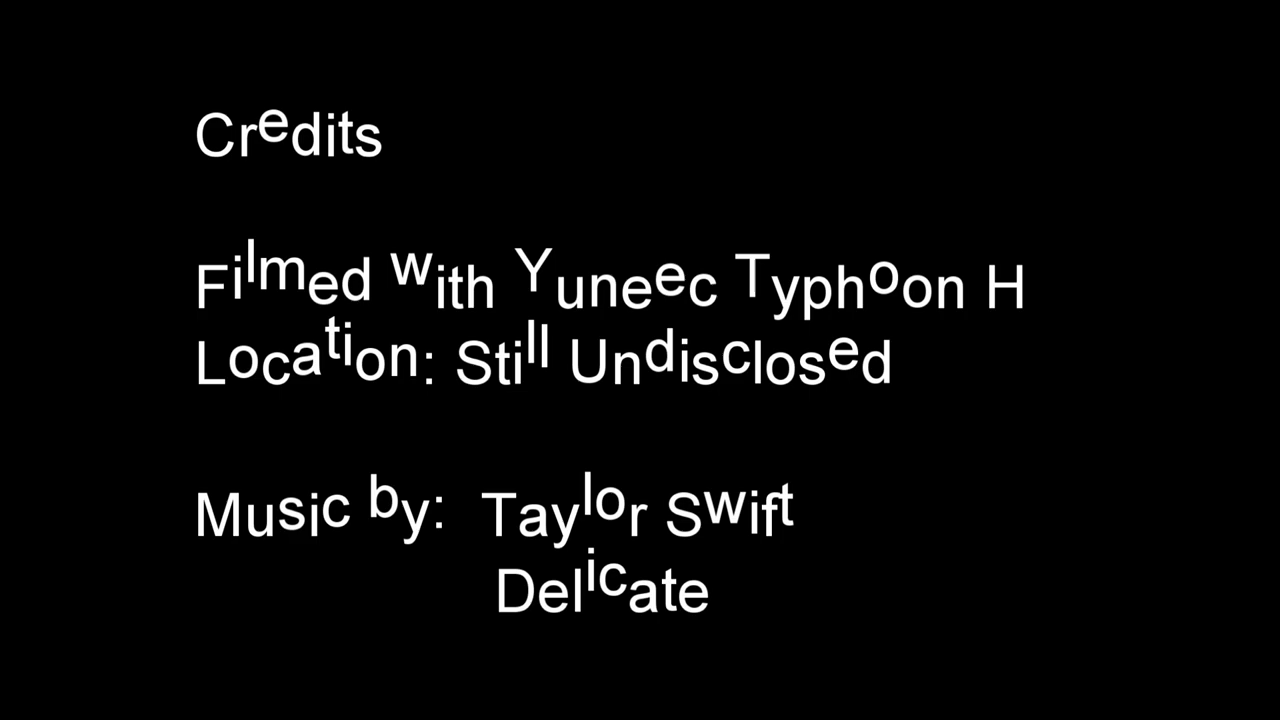 Credits
Filmed with Yuneec Typhoon H
Location: Still Undisclosed
Music by: Taylor Swift
Delicate